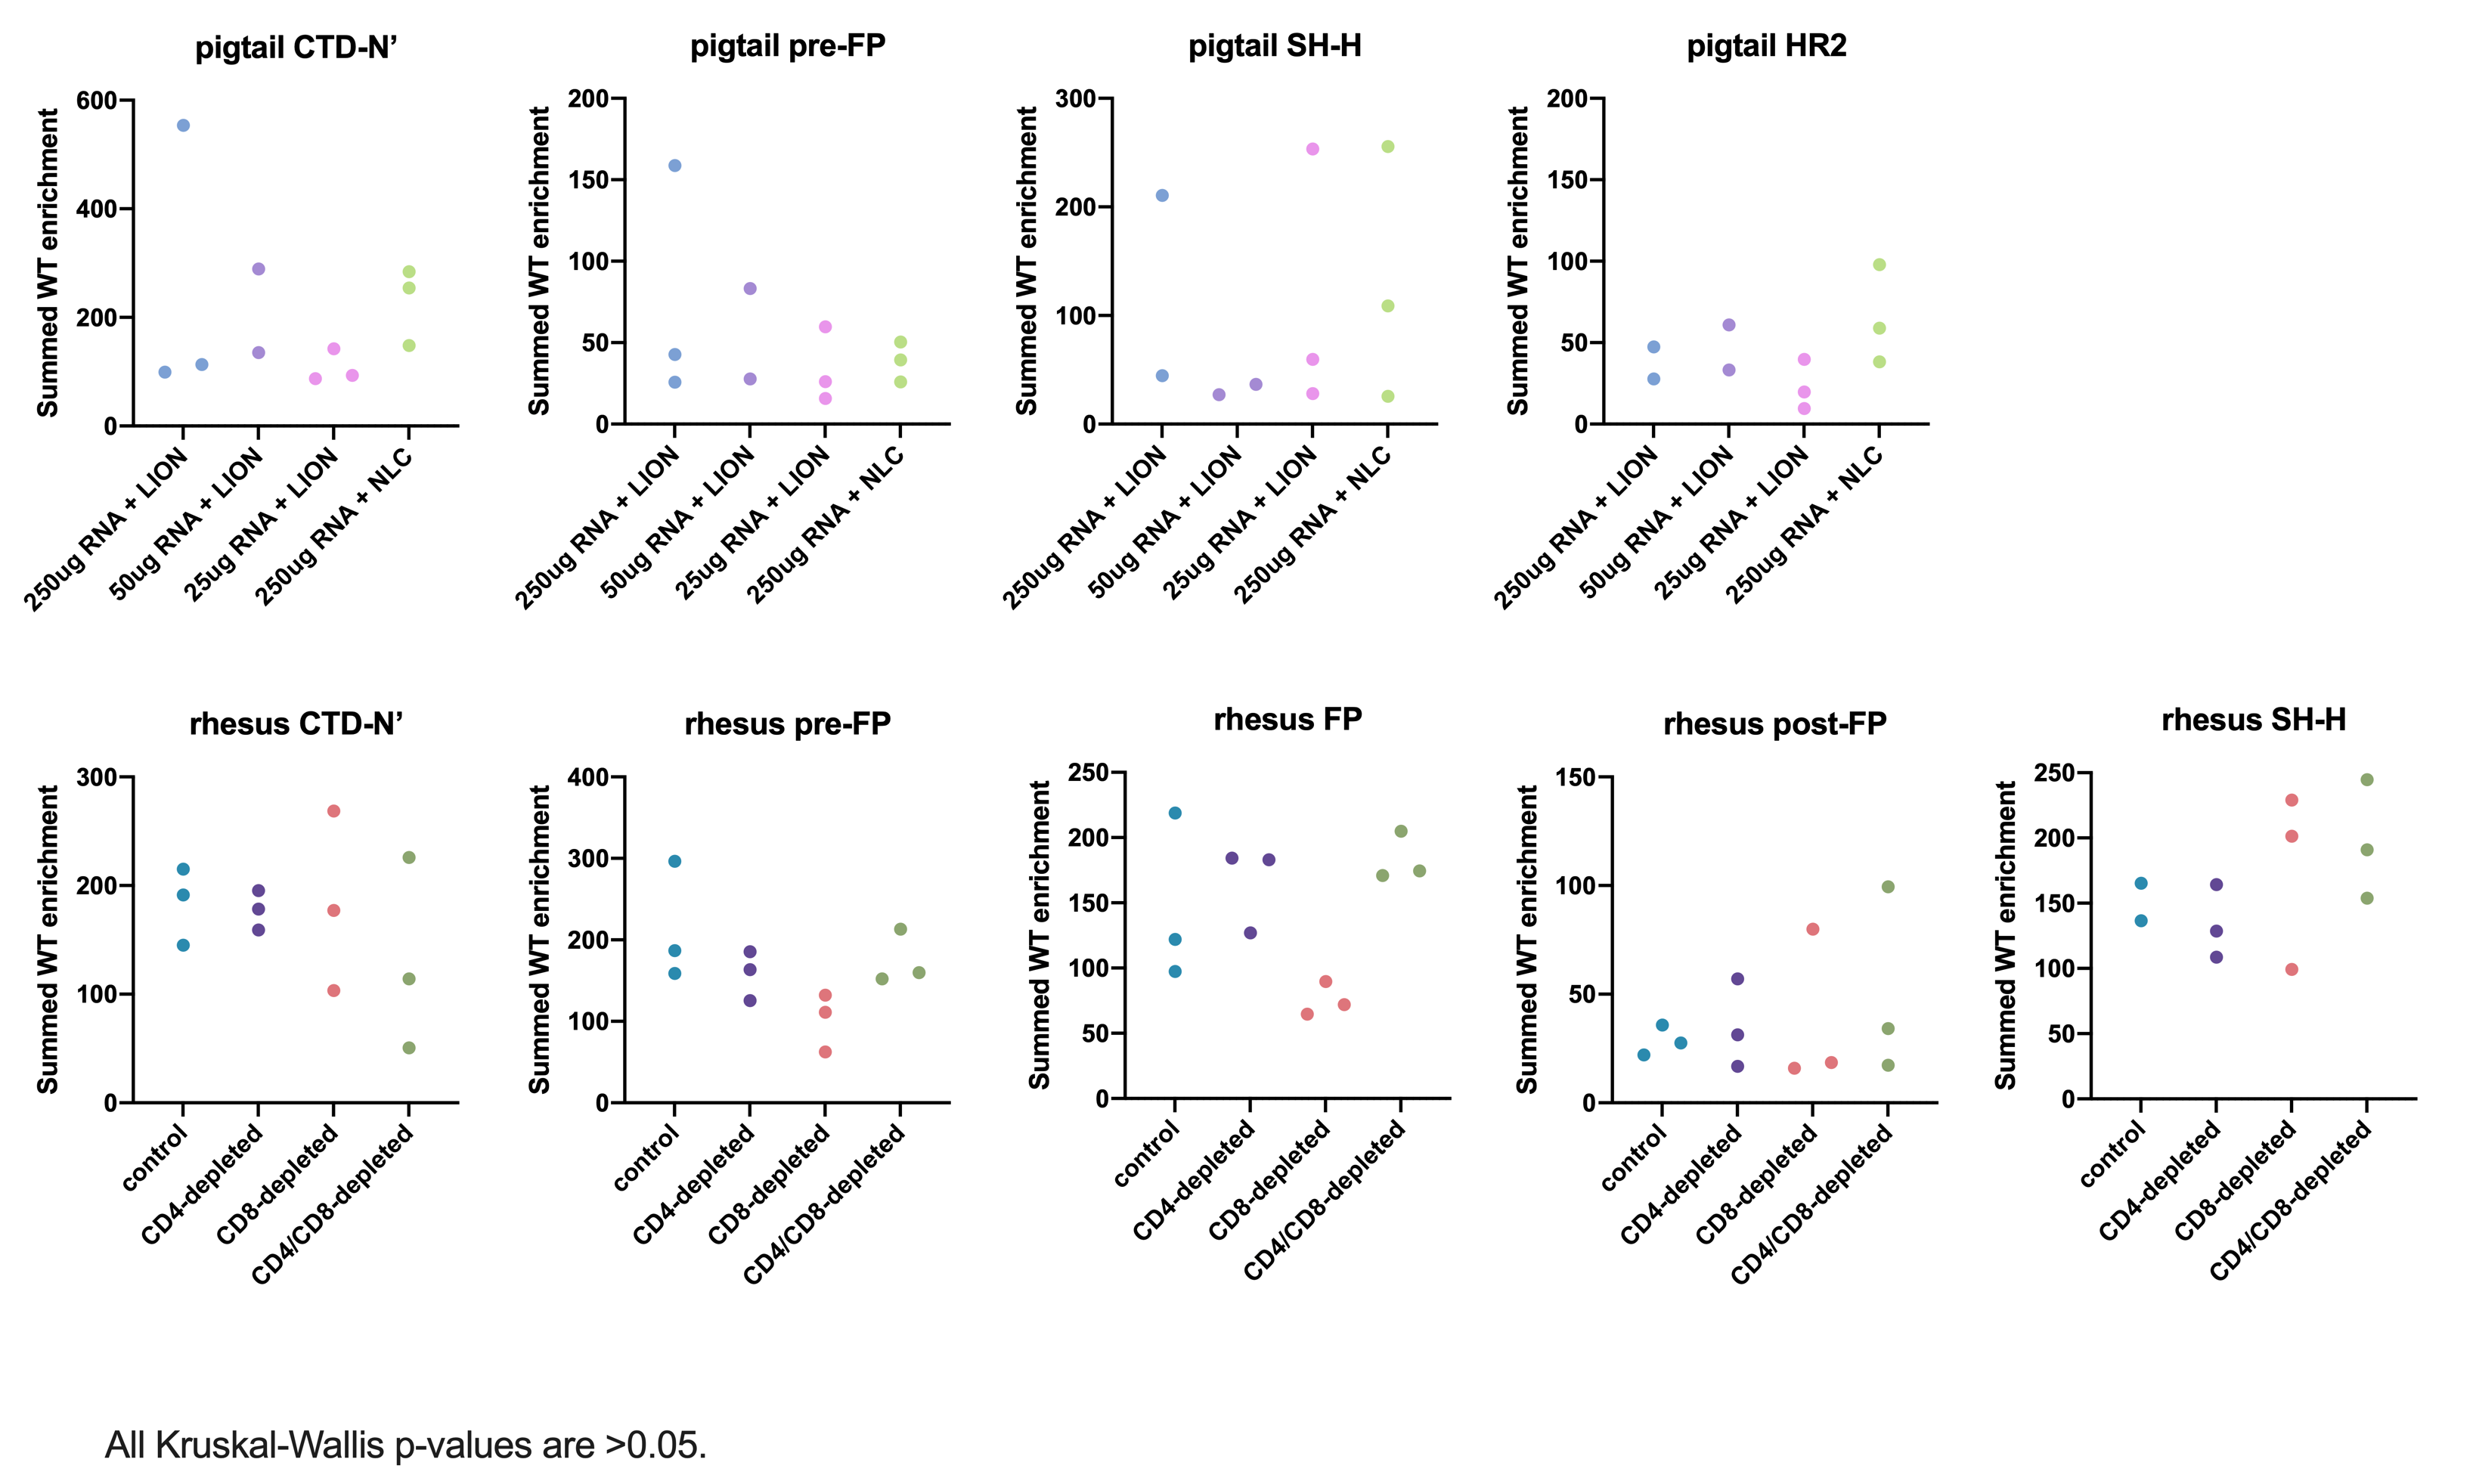 pigtail CTD-N’
Summed WT enrichment
600
400
200
0
250ug RNA + LION
50ug RNA + LION
25ug RNA + LION
250ug RNA + NLC
pigtail pre-FP
Summed WT enrichment
200
150
100
50
0
250ug RNA + LION
50ug RNA + LION
25ug RNA + LION
250ug RNA + NLC
pigtail SH-H
Summed WT enrichment
300
200
100
0
250ug RNA + LION
50ug RNA + LION
25ug RNA + LION
250ug RNA + NLC
pigtail HR2
Summed WT enrichment
200
150
100
50
0
250ug RNA + LION
50ug RNA + LION
25ug RNA + LION
250ug RNA + NLC
rhesus CTD-N’
Summed WT enrichment
300
200
100
0
control
CD4-depleted
CD8-depleted
CD4/CD8-depleted
rhesus pre-FP
Summed WT enrichment
400
300
200
100
0
control
CD4-depleted
CD8-depleted
CD4/CD8-depleted
rhesus FP
Summed WT enrichment
250
200
150
100
50
0
control
CD4-depleted
CD8-depleted
CD4/CD8-depleted
rhesus post-FP
Summed WT enrichment
150
100
50
0
control
CD4-depleted
CD8-depleted
CD4/CD8-depleted
rhesus SH-H
Summed WT enrichment
250
200
150
100
50
0
control
CD4-depleted
CD8-depleted
CD4/CD8-depleted
All Kruskal-Wallis p-values are >0.05.